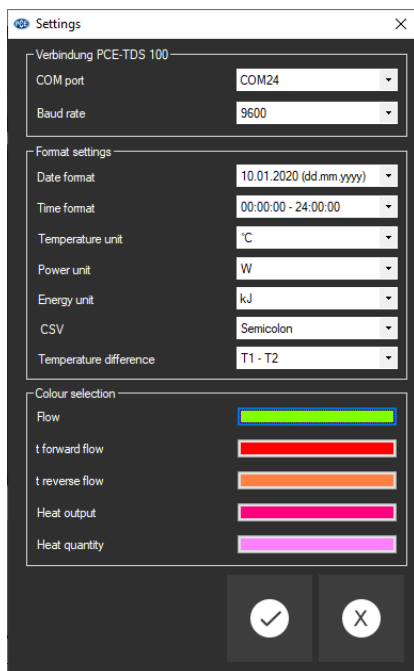 PCE Settings
Verbindung PCE-TDS 100
COM port COM24
Baud rate 9600
Format settings
Date format 10.01.2020 (dd.mm.yyyy)
Time format 00:00:00 - 24:00:00
Temperature unit °C
Power unit W
Energy unit kJ
CSV Semicolon
Temperature difference T1 - T2
Colour selection
Flow
t forward flow
t reverse flow
Heat output
Heat quantity
X